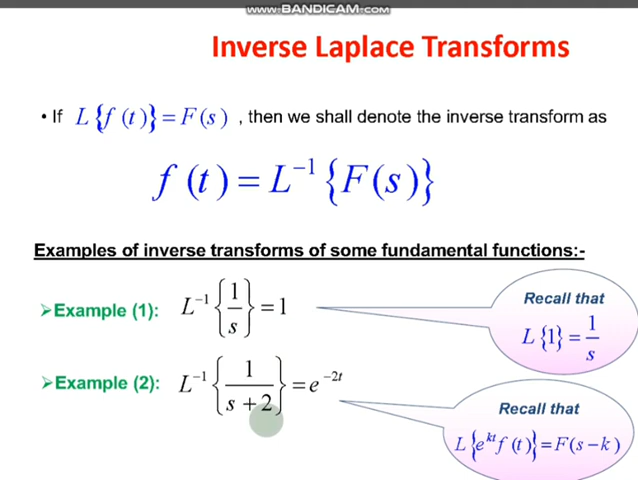 www.BANDICAM.com
Inverse Laplace Transforms
• If L{f (t)} = F(s) , then we shall denote the inverse transform as
f (t) = L⁻¹ {F(s)}
Examples of inverse transforms of some fundamental functions:-
➢Example (1): L⁻¹ {1/s} = 1
Recall that
L {1} = 1/s
➢Example (2): L⁻¹ {1/(s + 2)} = e⁻²ᵗ
Recall that
L {eᵏᵗ f (t)} = F(s − k)